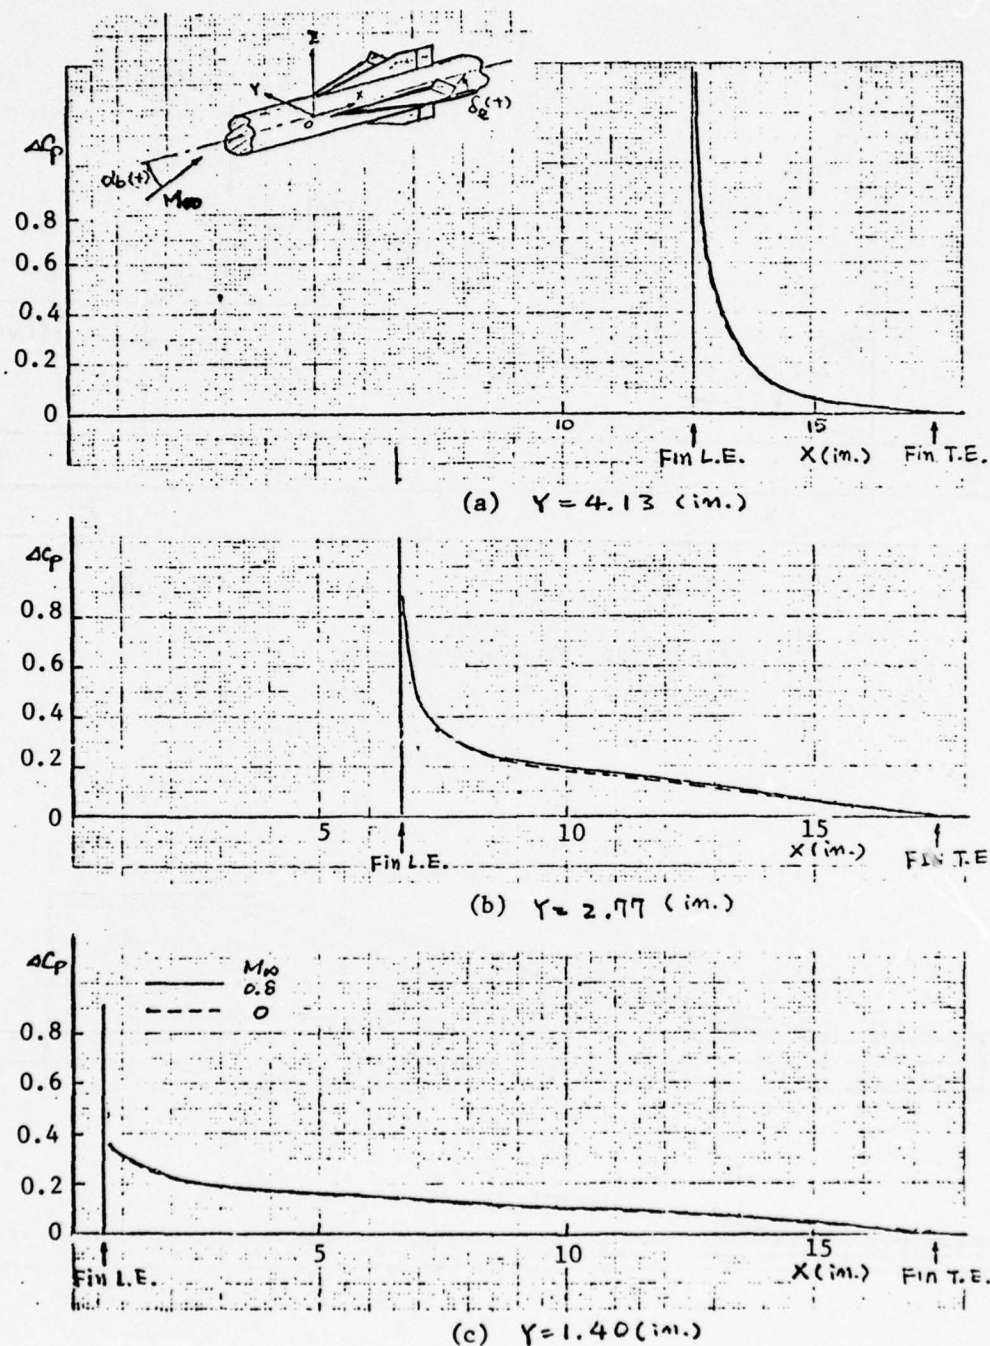 Z
Y
X
O
δe(+)
αb(+)
M∞
ΔCp
0.8
0.6
0.4
0.2
0
10
15
Fin L.E.
X(in.)
Fin T.E.
(a) Y = 4.13 (in.)
ΔCp
0.8
0.6
0.4
0.2
0
5
10
15
Fin L.E.
X(in.)
FIN T.E
(b) Y = 2.77 (in.)
ΔCp
M∞
0.8
0
0.8
0.6
0.4
0.2
0
5
10
15
Fin L.E.
X(in.)
Fin T.E.
(c) Y=1.40(in.)